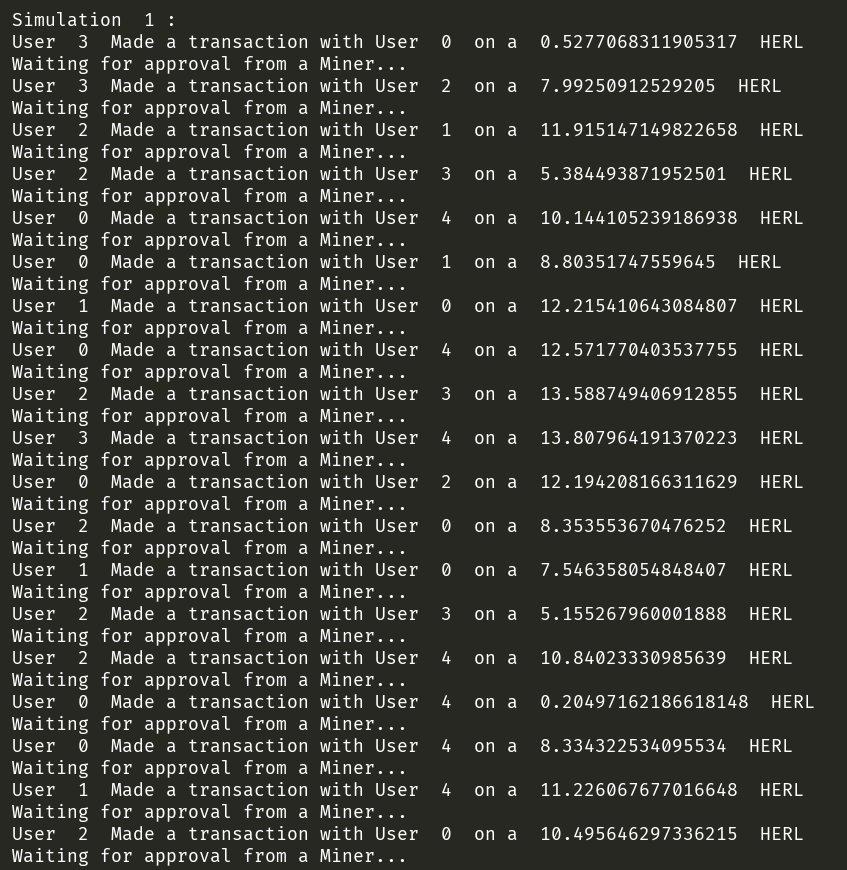 Simulation  1 :
User  3  Made a transaction with User  0  on a  0.5277068311905317  HERL
Waiting for approval from a Miner...
User  3  Made a transaction with User  2  on a  7.99250912529205  HERL
Waiting for approval from a Miner...
User  2  Made a transaction with User  1  on a  11.915147149822658  HERL
Waiting for approval from a Miner...
User  2  Made a transaction with User  3  on a  5.384493871952501  HERL
Waiting for approval from a Miner...
User  0  Made a transaction with User  4  on a  10.144105239186938  HERL
Waiting for approval from a Miner...
User  0  Made a transaction with User  1  on a  8.80351747559645  HERL
Waiting for approval from a Miner...
User  1  Made a transaction with User  0  on a  12.215410643084807  HERL
Waiting for approval from a Miner...
User  0  Made a transaction with User  4  on a  12.571770403537755  HERL
Waiting for approval from a Miner...
User  2  Made a transaction with User  3  on a  13.588749406912855  HERL
Waiting for approval from a Miner...
User  3  Made a transaction with User  4  on a  13.807964191370223  HERL
Waiting for approval from a Miner...
User  0  Made a transaction with User  2  on a  12.194208166311629  HERL
Waiting for approval from a Miner...
User  2  Made a transaction with User  0  on a  8.353553670476252  HERL
Waiting for approval from a Miner...
User  1  Made a transaction with User  0  on a  7.546358054848407  HERL
Waiting for approval from a Miner...
User  2  Made a transaction with User  3  on a  5.155267960001888  HERL
Waiting for approval from a Miner...
User  2  Made a transaction with User  4  on a  10.84023330985639  HERL
Waiting for approval from a Miner...
User  0  Made a transaction with User  4  on a  0.20497162186618148  HERL
Waiting for approval from a Miner...
User  0  Made a transaction with User  4  on a  8.334322534095534  HERL
Waiting for approval from a Miner...
User  1  Made a transaction with User  4  on a  11.226067677016648  HERL
Waiting for approval from a Miner...
User  2  Made a transaction with User  0  on a  10.495646297336215  HERL
Waiting for approval from a Miner...